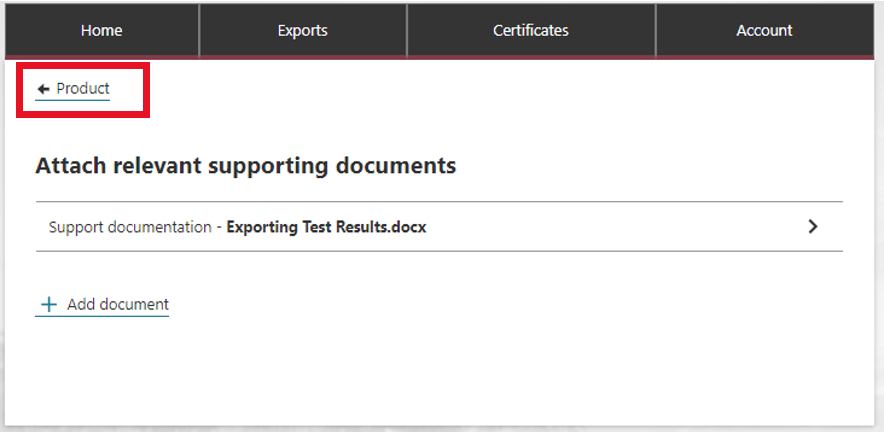 Home Exports Certificates Account
Product
Attach relevant supporting documents
Support documentation - Exporting Test Results.docx
Add document